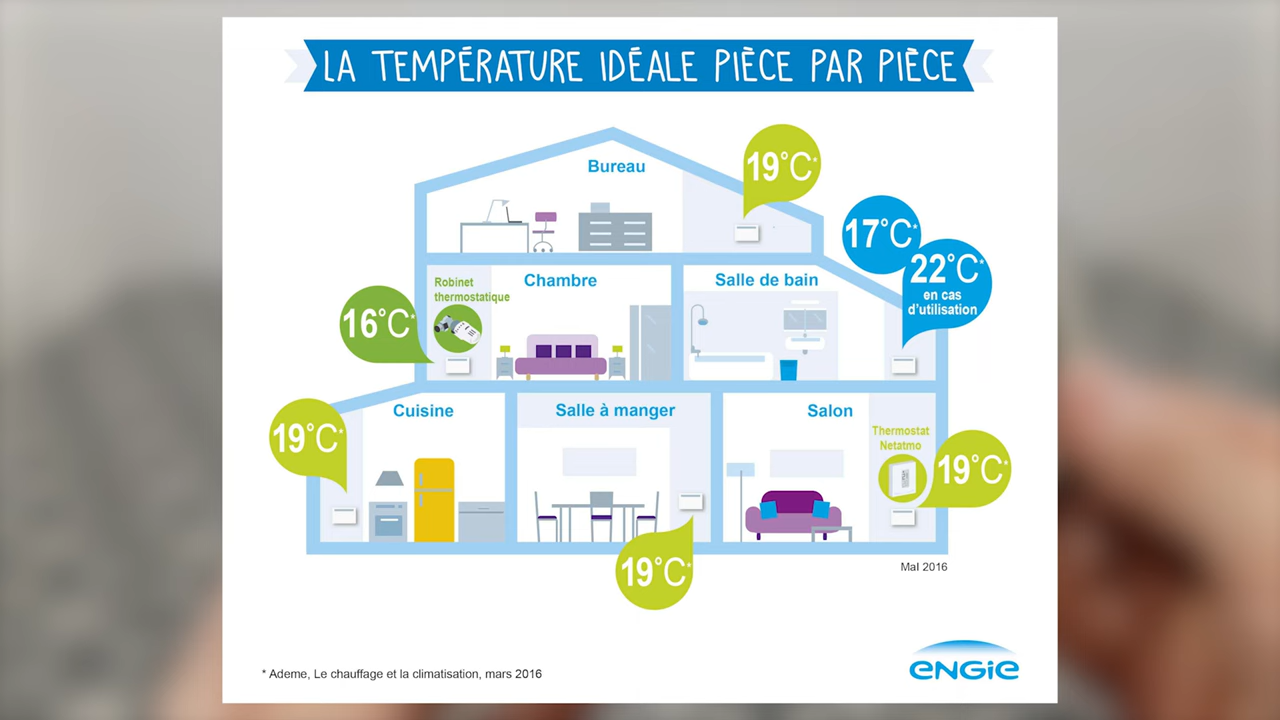 LA TEMPÉRATURE IDÉALE PIÈCE PAR PIÈCE
Bureau
19°C*
17°C*
22°C*
en cas
d'utilisation
Robinet
thermostatique
Chambre
Salle de bain
16°C*
Cuisine
Salle à manger
Salon
19°C*
Thermostat
Netatmo
19°C*
19°C*
MaI 2016
* Ademe, Le chauffage et la climatisation, mars 2016
ENGIE